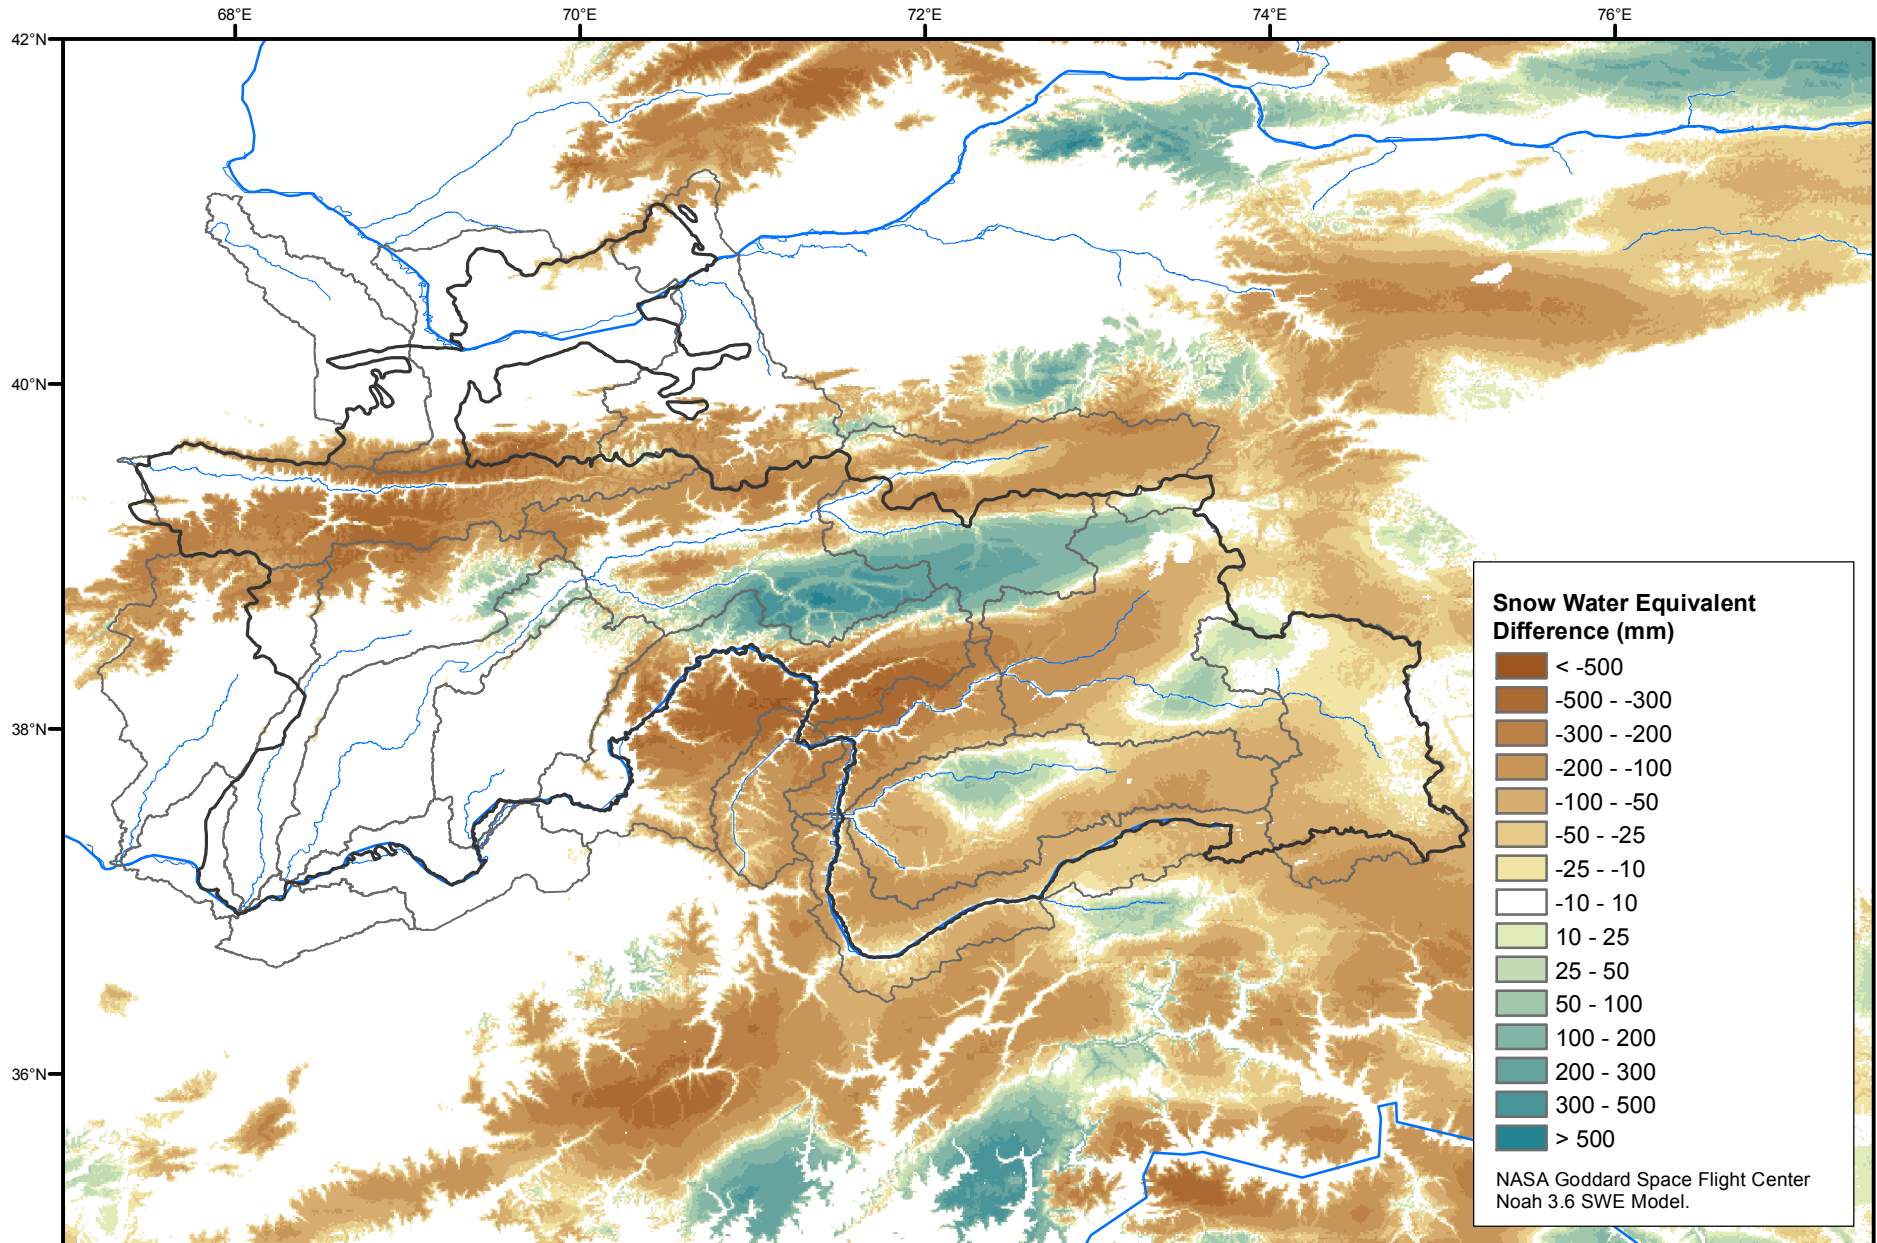 68°E 70°E 72°E 74°E 76°E
42°N
40°N
38°N
36°N
Snow Water Equivalent
Difference (mm)
< -500
-500 - -300
-300 - -200
-200 - -100
-100 - -50
-50 - -25
-25 - -10
-10 - 10
10 - 25
25 - 50
50 - 100
100 - 200
200 - 300
300 - 500
> 500
NASA Goddard Space Flight Center
Noah 3.6 SWE Model.